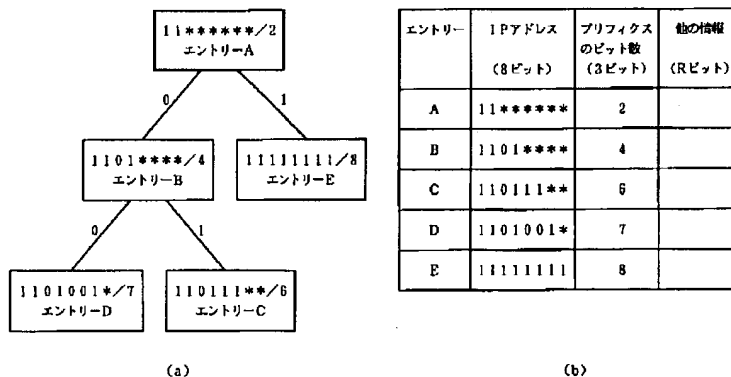 11******/2
エントリーA
0
1
1101****/4
エントリーB
11111111/8
エントリーE
0
1
1101001*/7
エントリーD
110111**/6
エントリーC
(a)
エントリー IPアドレス プリフィクス 他の情報
のビット数
(8ビット) (3ビット) (Rビット)
A 11****** 2
B 1101**** 4
C 110111** 6
D 1101001* 7
E 11111111 8
(b)